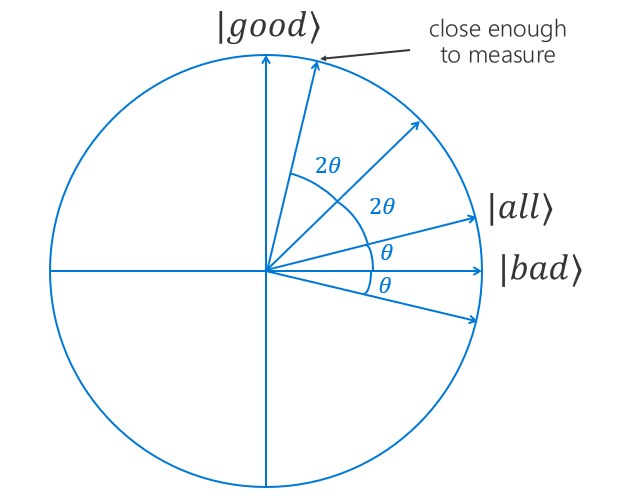 |good⟩
close enough
to measure
2θ
2θ
|all⟩
θ
|bad⟩
θ